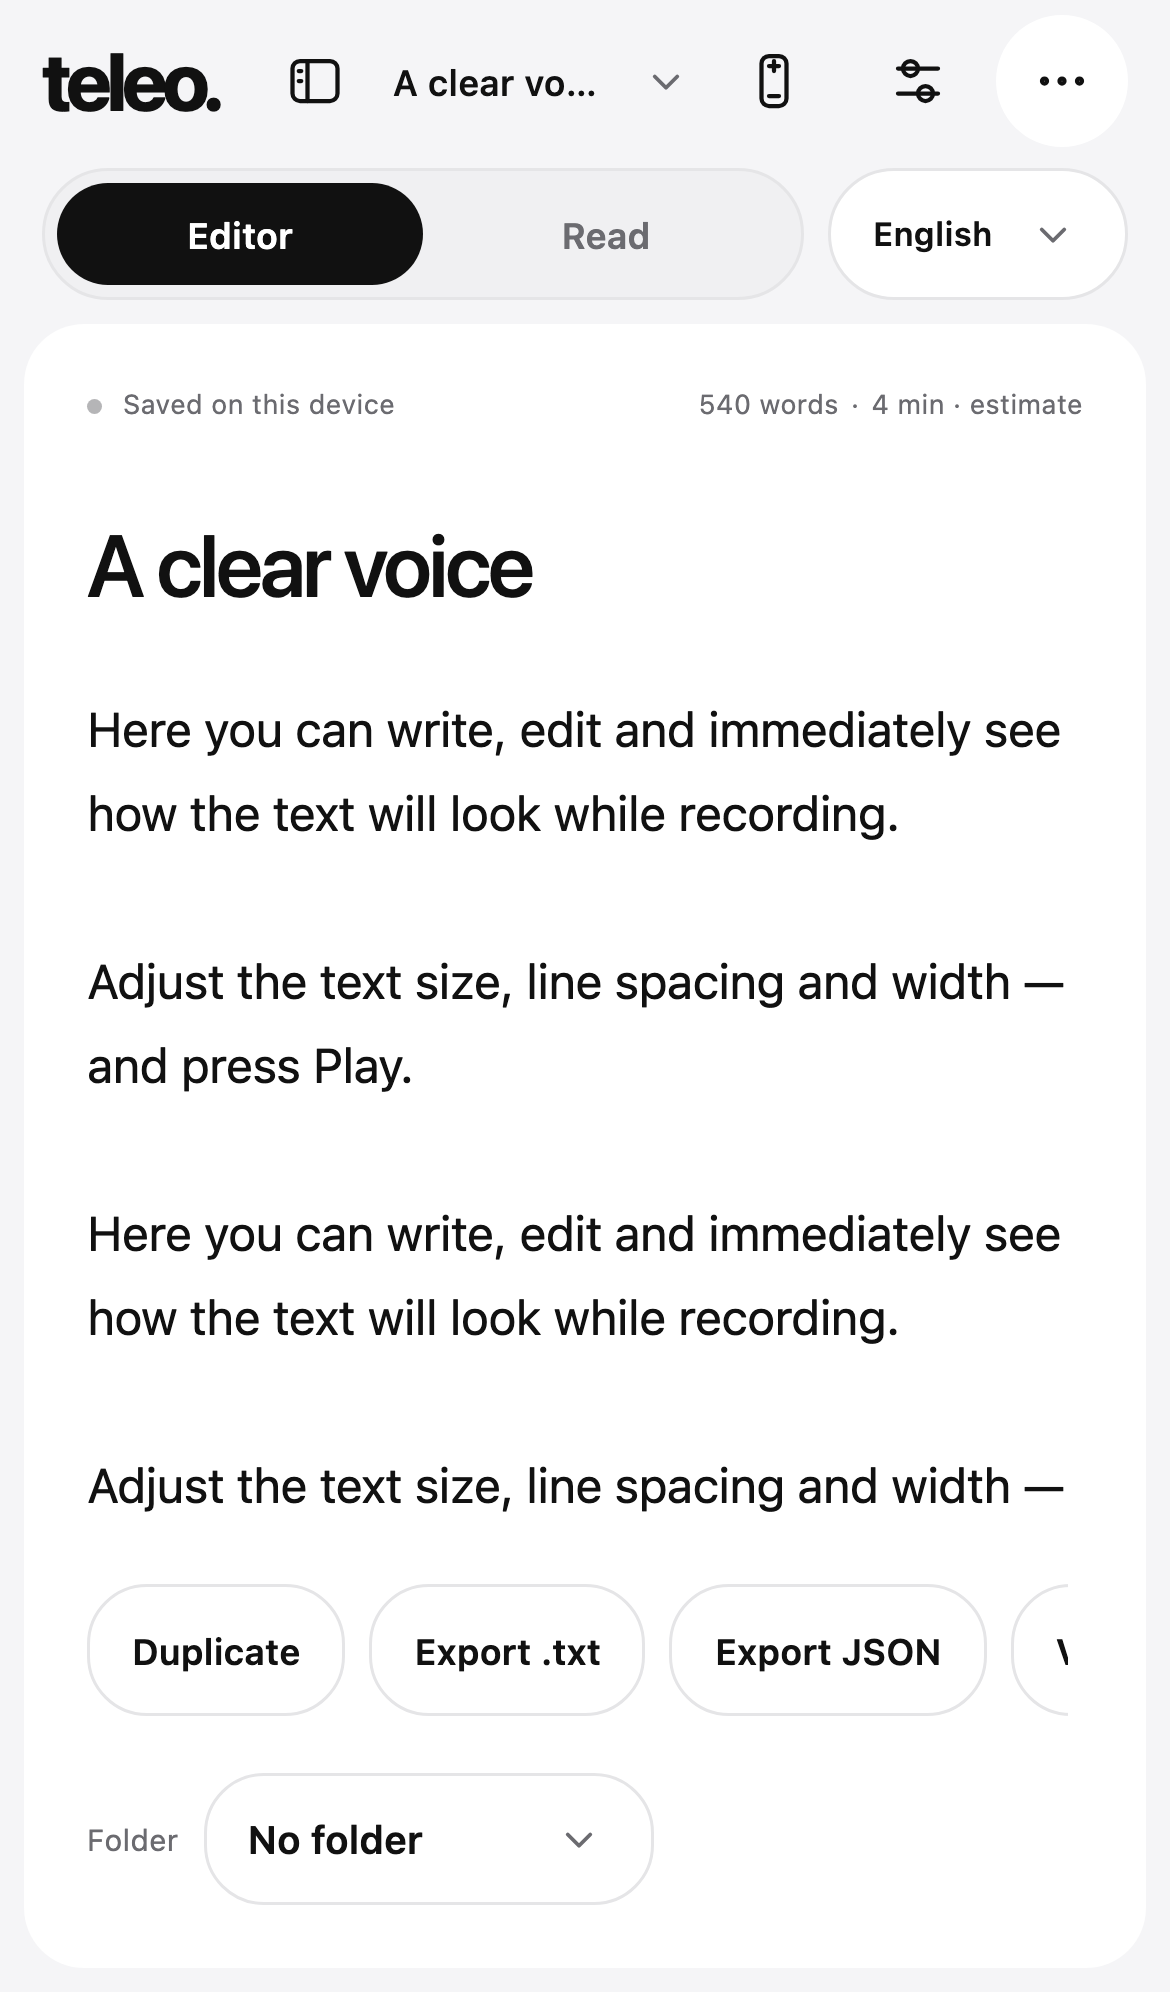 teleo.
A clear vo...
Editor
Read
English
Saved on this device
540 words · 4 min · estimate
A clear voice
Here you can write, edit and immediately see
how the text will look while recording.
Adjust the text size, line spacing and width —
and press Play.
Here you can write, edit and immediately see
how the text will look while recording.
Adjust the text size, line spacing and width —
Duplicate
Export .txt
Export JSON
Folder
No folder